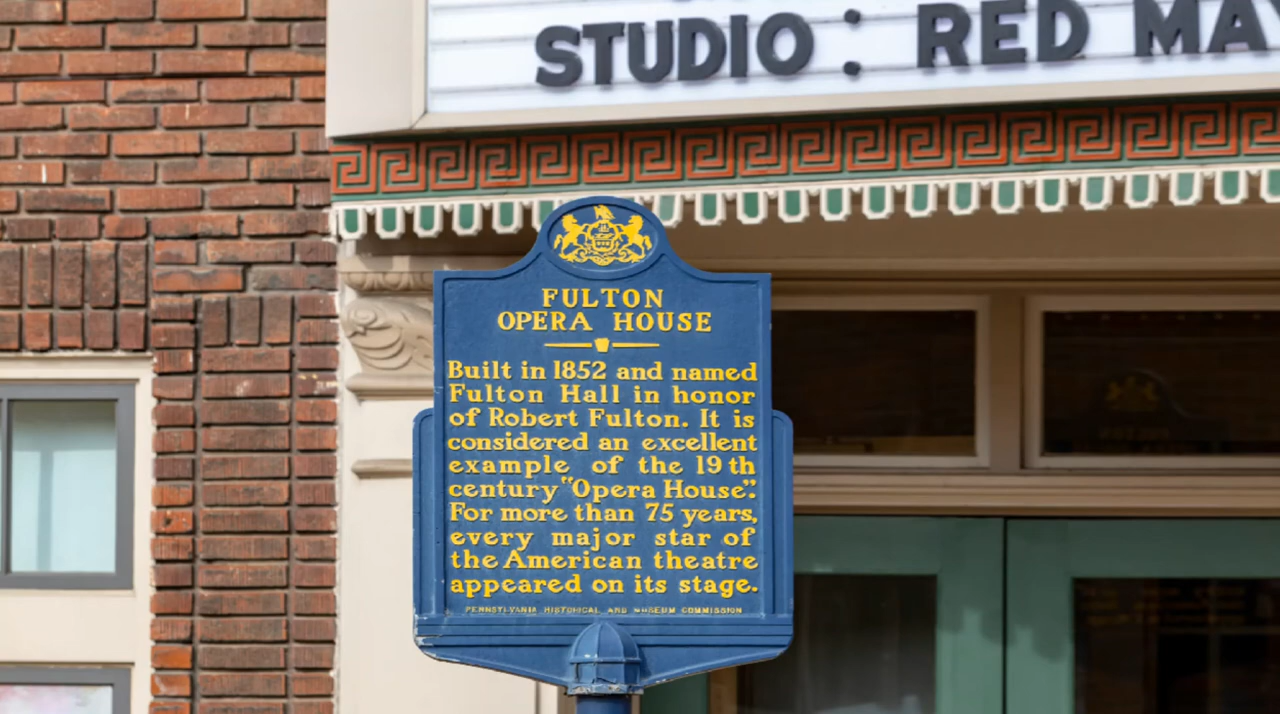 STUDIO: RED MAY
FULTON
OPERA HOUSE
Built in 1852 and named
Fulton Hall in honor
of Robert Fulton. It is
considered an excellent
example of the 19th
century "Opera House".
For more than 75 years,
every major star of
the American theatre
appeared on its stage.
PENNSYLVANIA HISTORICAL AND MUSEUM COMMISSION